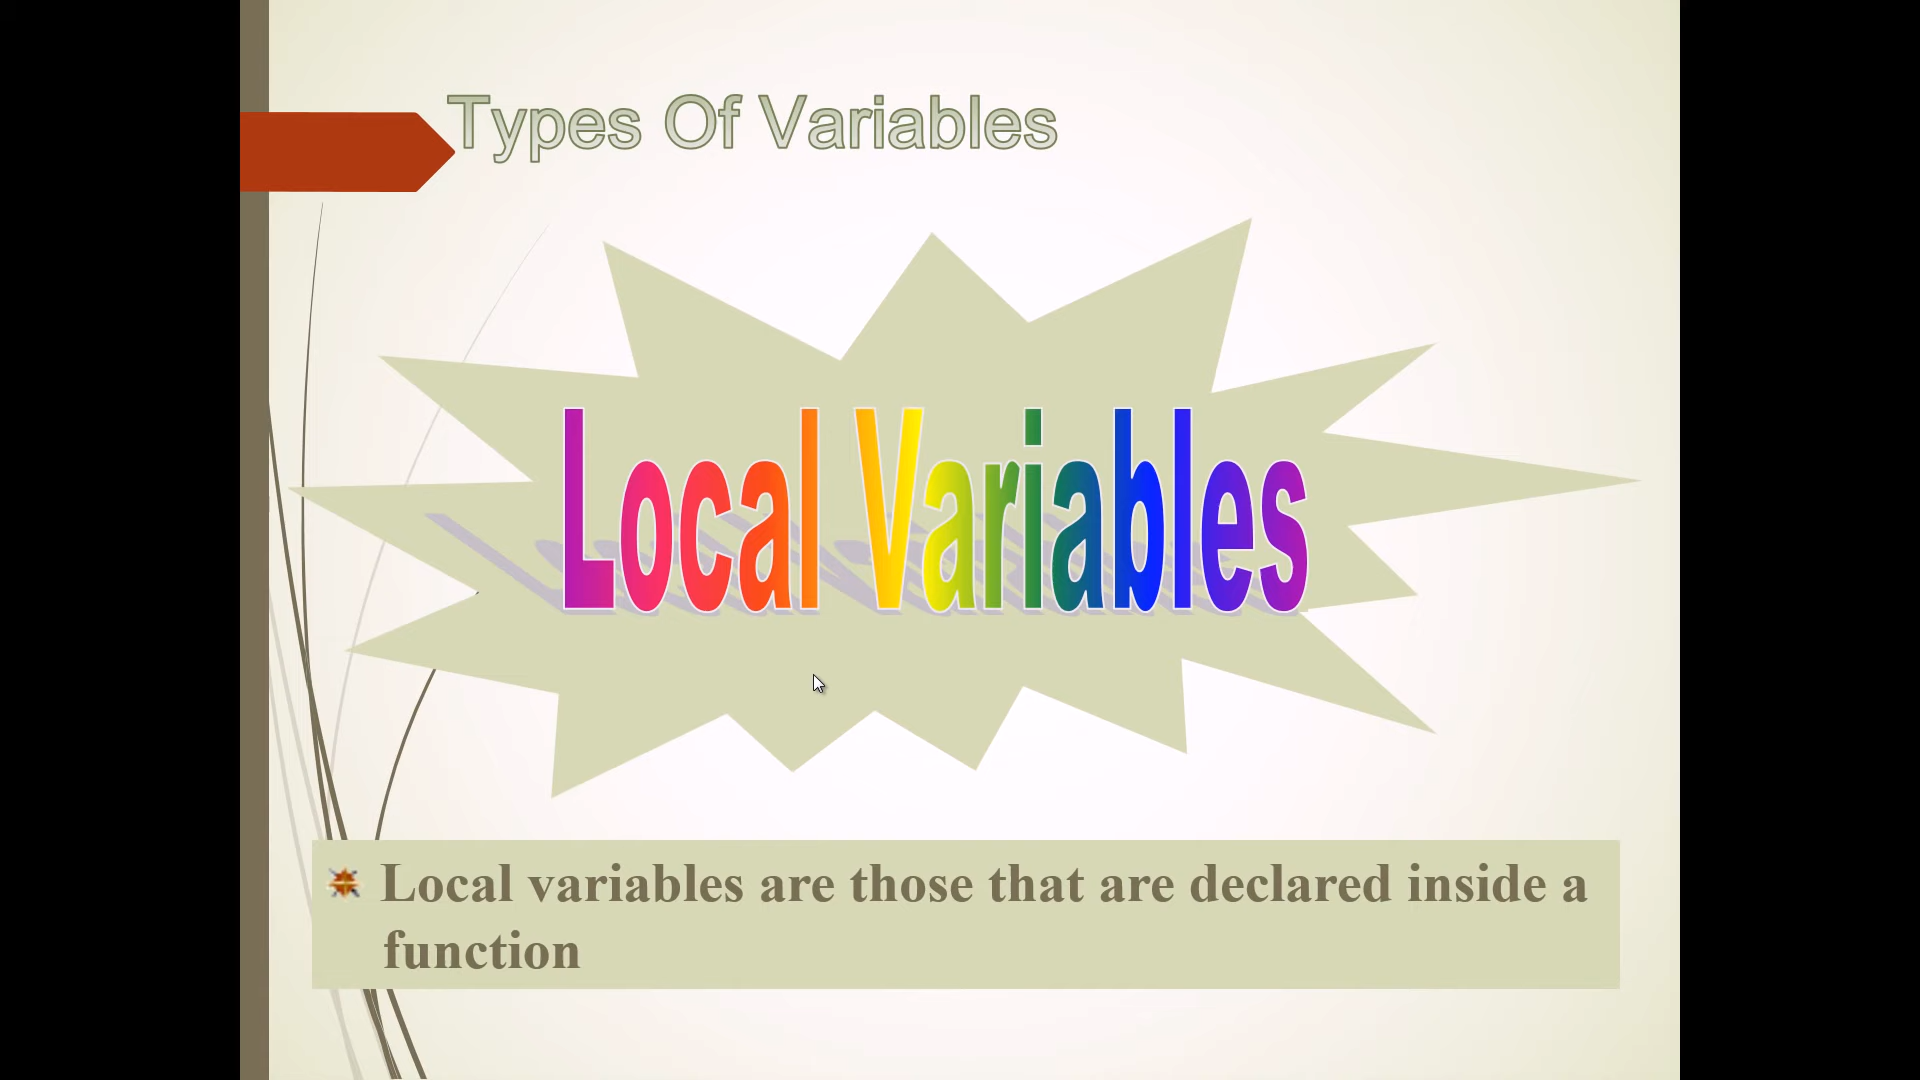 Types Of Variables
Local Variables
Local variables are those that are declared inside a
function